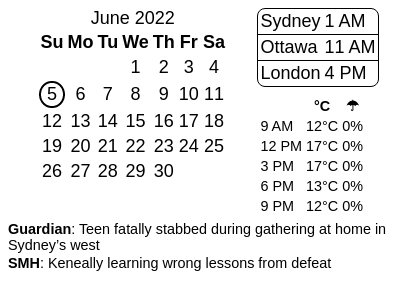 June 2022
Su Mo Tu We Th Fr Sa
1 2 3 4
5 6 7 8 9 10 11
12 13 14 15 16 17 18
19 20 21 22 23 24 25
26 27 28 29 30
Sydney 1 AM
Ottawa 11 AM
London 4 PM
°C ☂
9 AM 12°C 0%
12 PM 17°C 0%
3 PM 17°C 0%
6 PM 13°C 0%
9 PM 12°C 0%
Guardian: Teen fatally stabbed during gathering at home in
Sydney’s west
SMH: Keneally learning wrong lessons from defeat